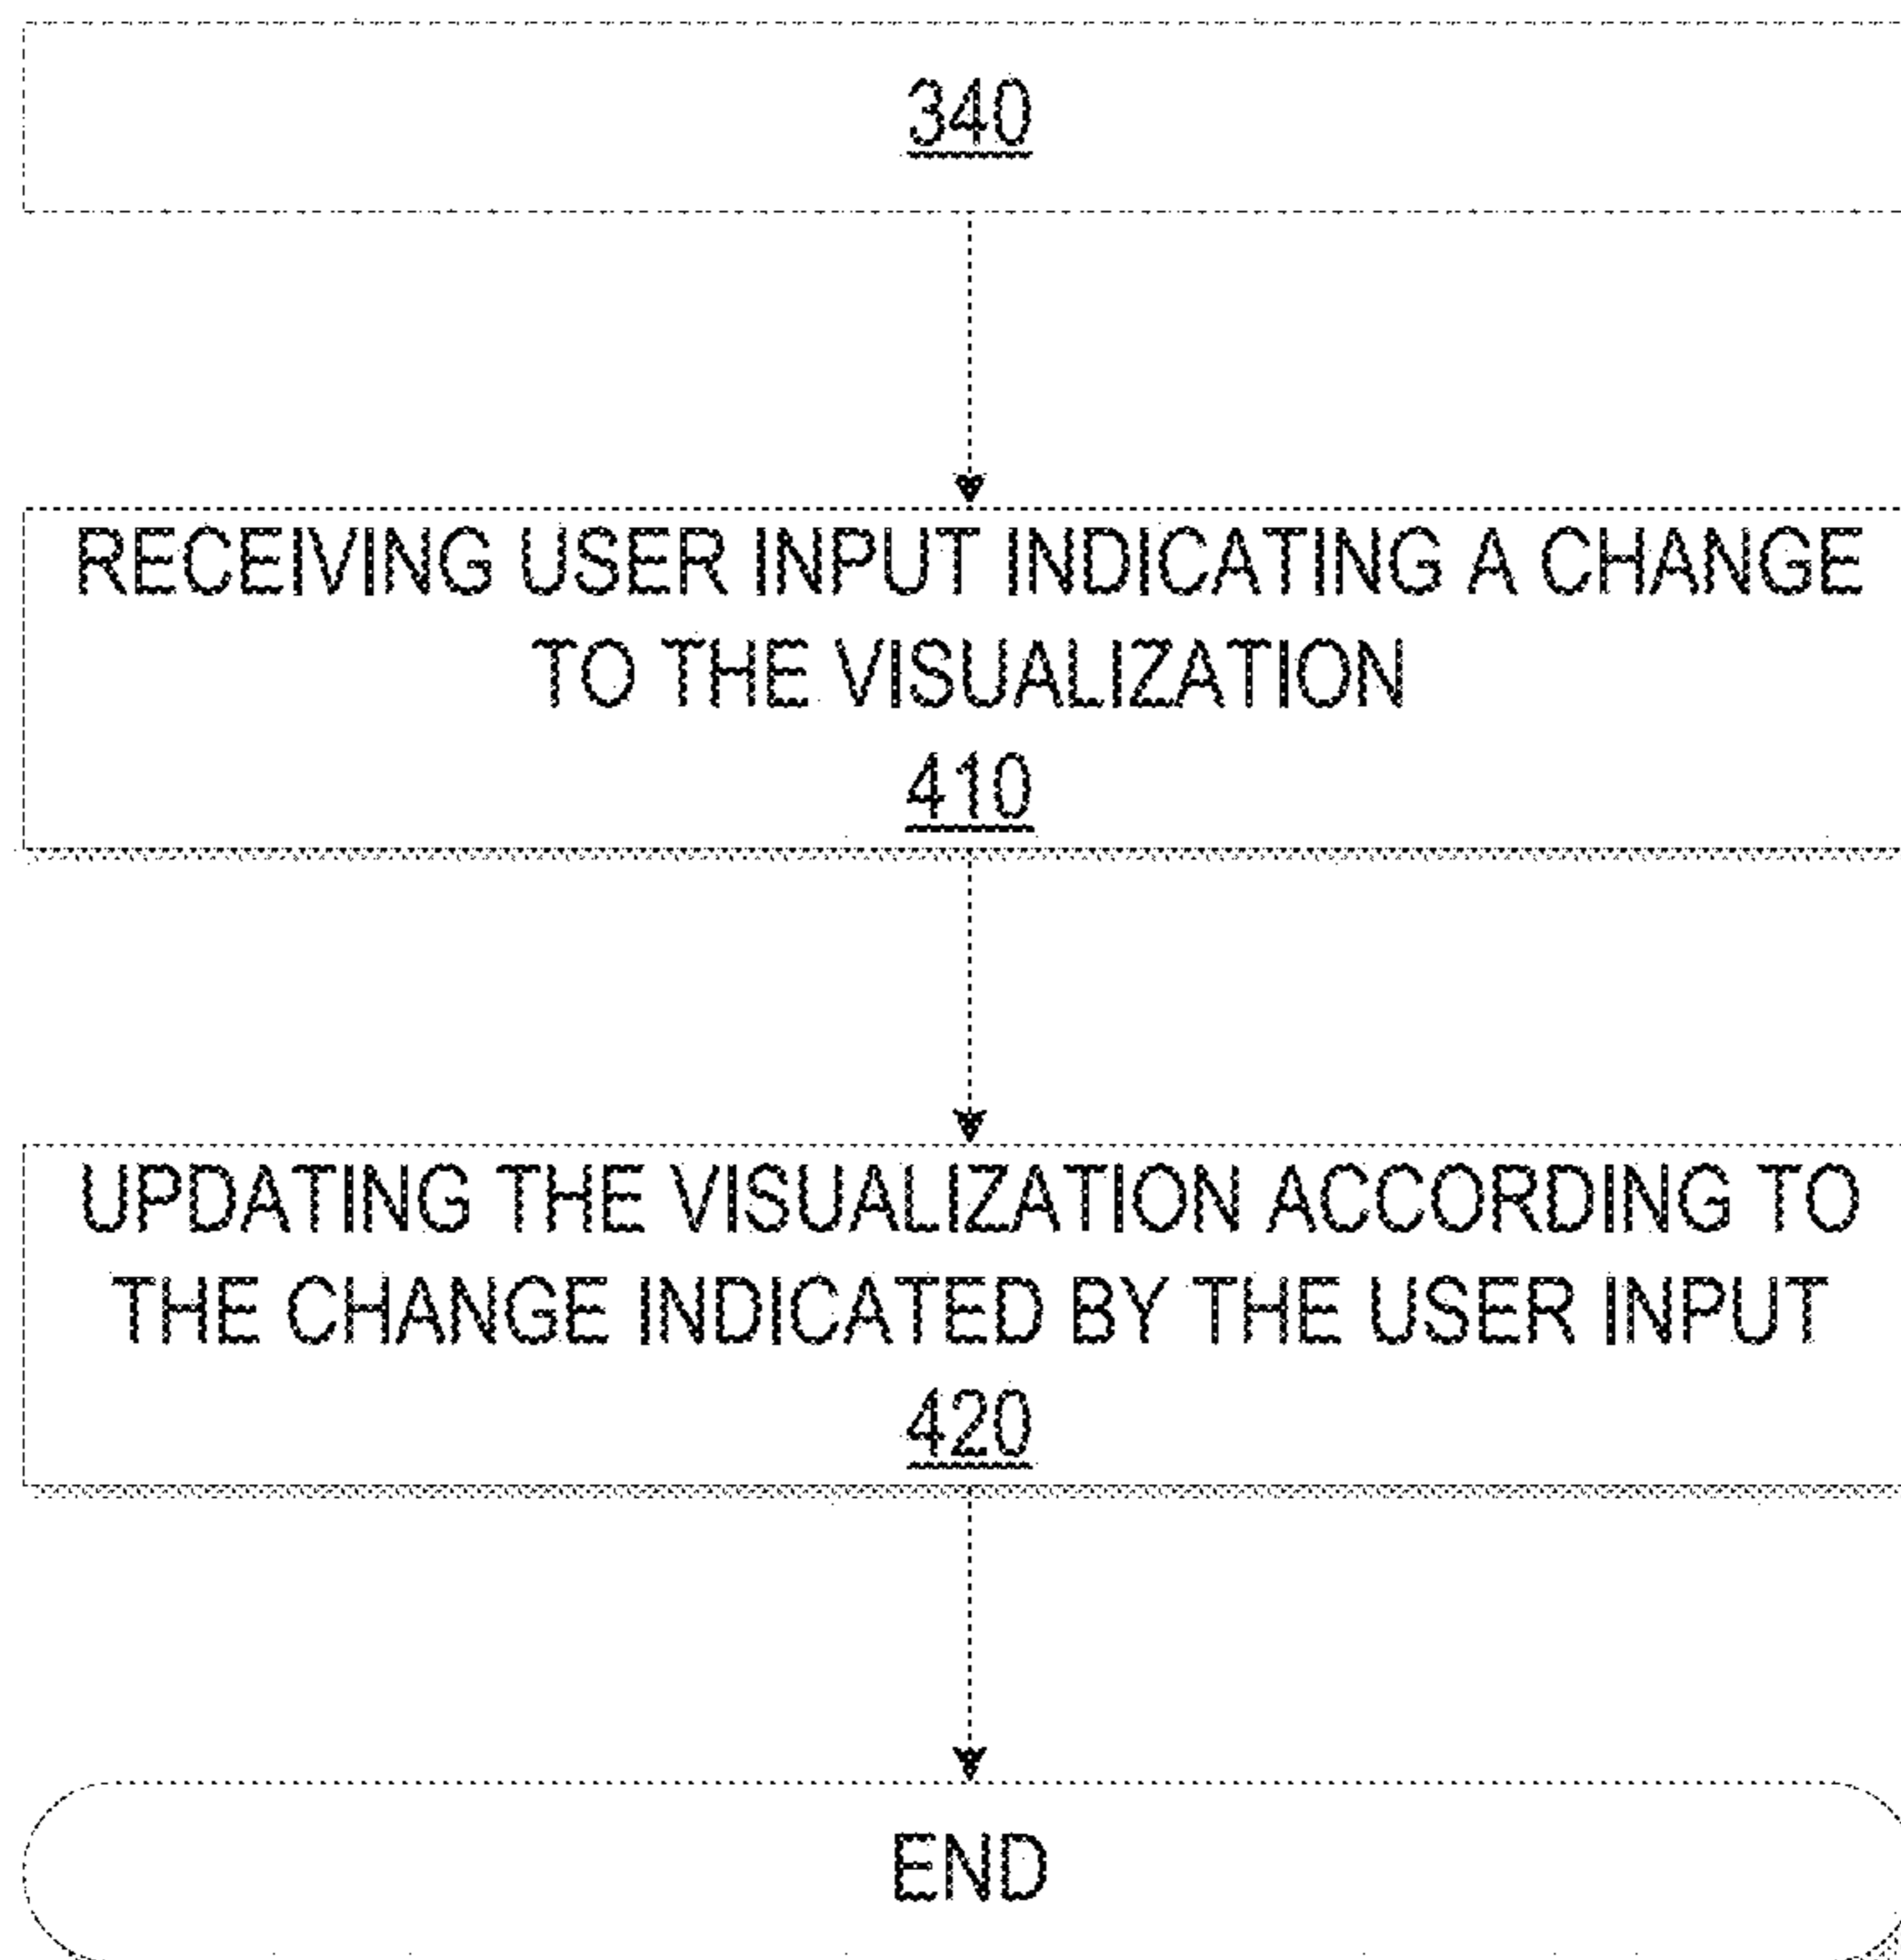 340
RECEIVING USER INPUT INDICATING A CHANGE
TO THE VISUALIZATION
410
UPDATING THE VISUALIZATION ACCORDING TO
THE CHANGE INDICATED BY THE USER INPUT
420
END